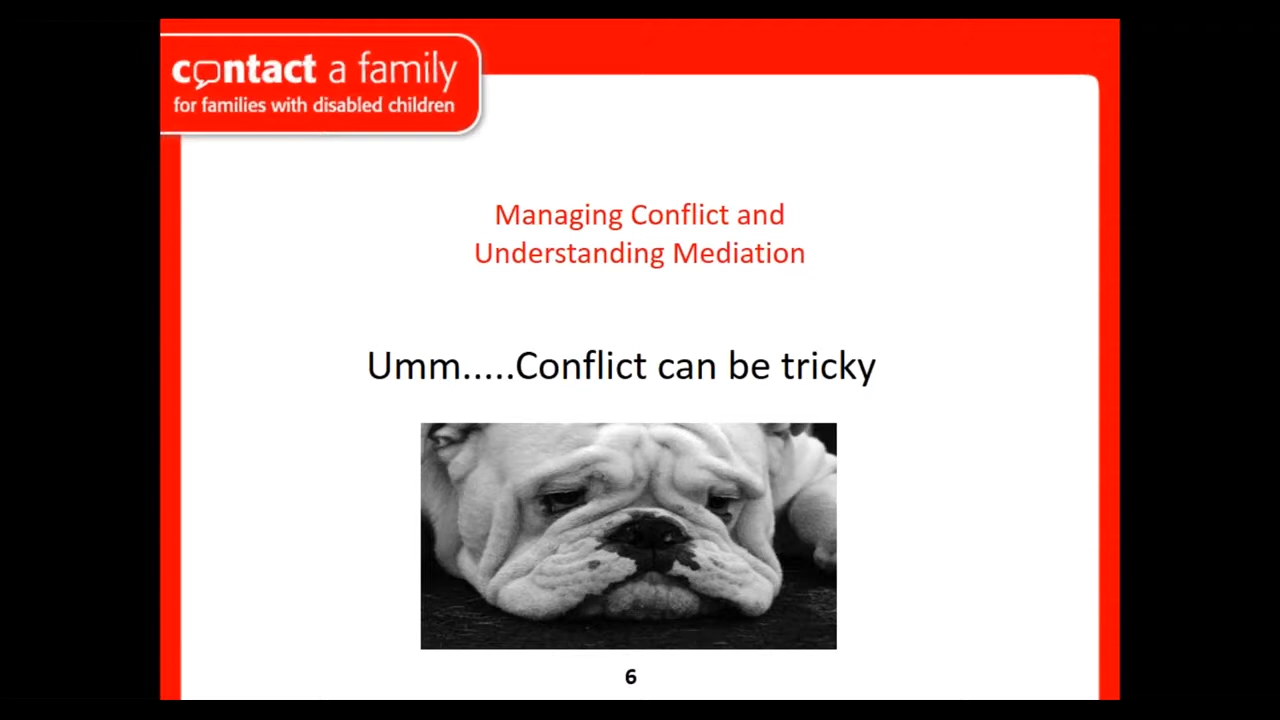 contact a family
for families with disabled children
Managing Conflict and
Understanding Mediation
Umm.....Conflict can be tricky
6